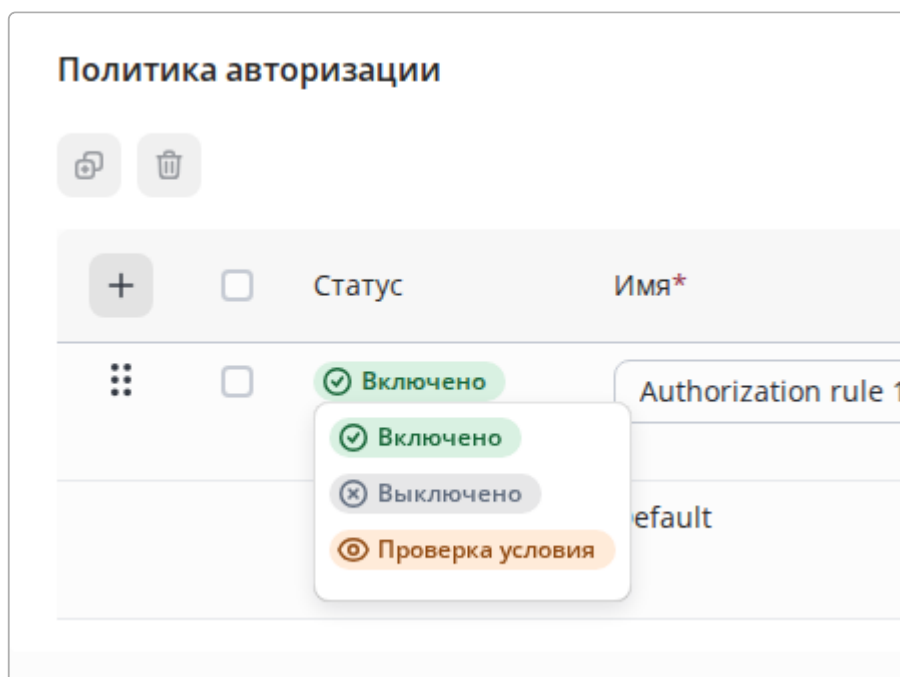 Политика авторизации
Статус Имя*
Включено Authorization rule 1
Включено
Выключено
efault
Проверка условия